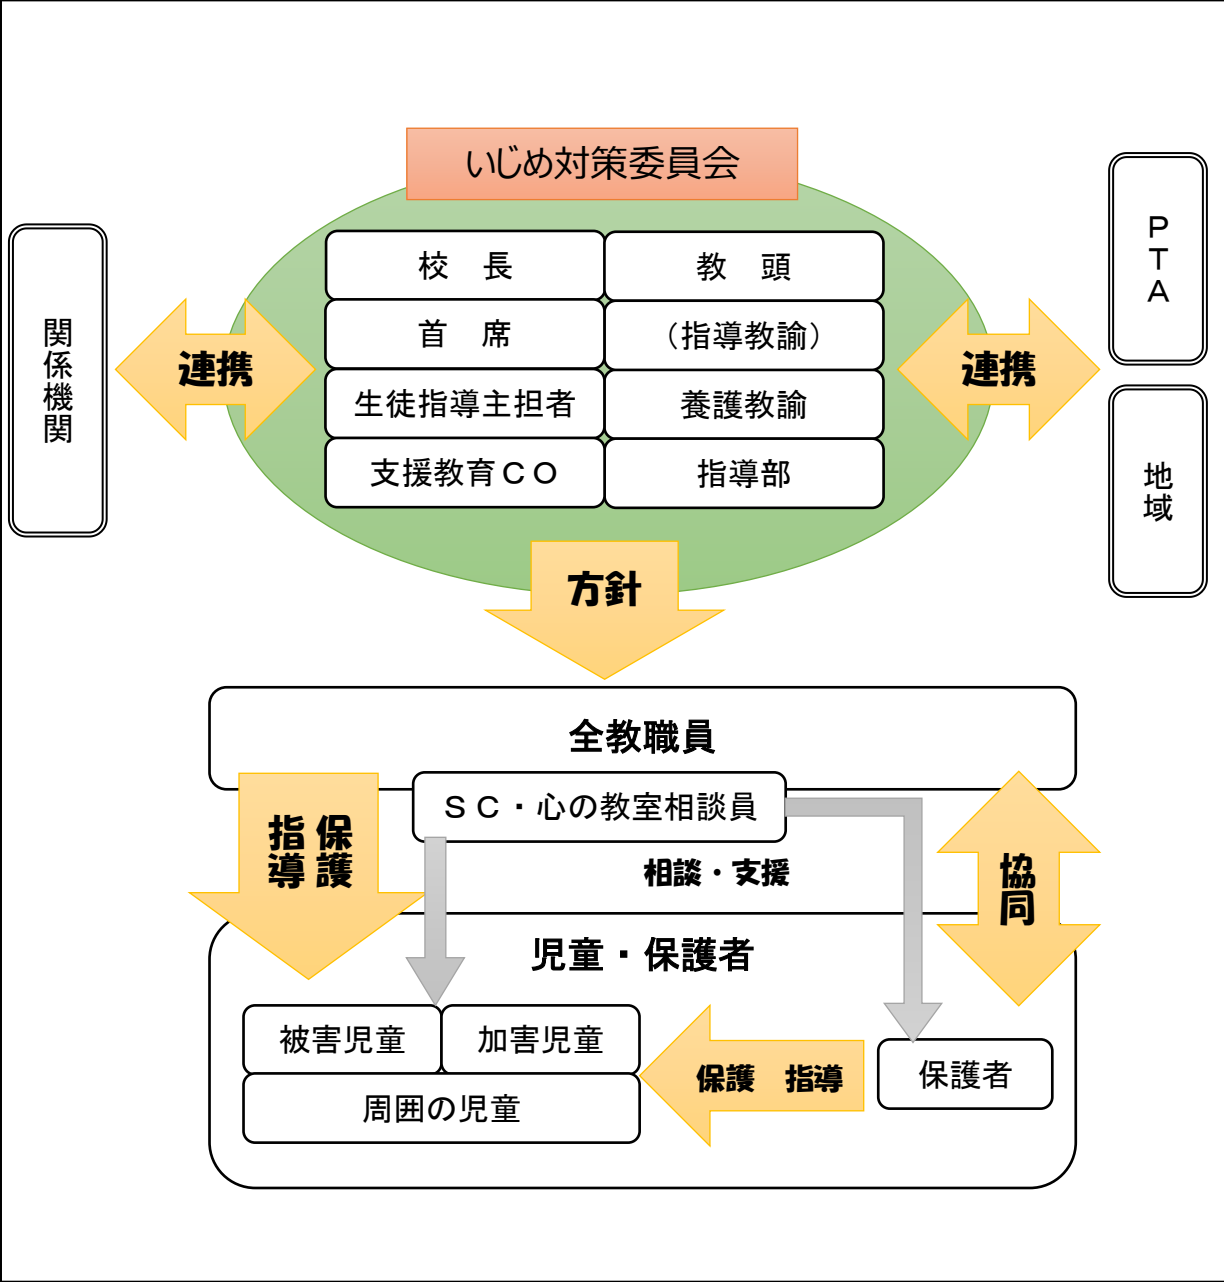 いじめ対策委員会
校　長
教　頭
首　席
（指導教諭）
生徒指導主担者
養護教諭
支援教育ＣＯ
指導部
関係機関
連携
連携
ＰＴＡ
地域
方針
全教職員
ＳＣ・心の教室相談員
保護
指導
相談・支援
協同
児童・保護者
被害児童
加害児童
周囲の児童
保護　指導
保護者